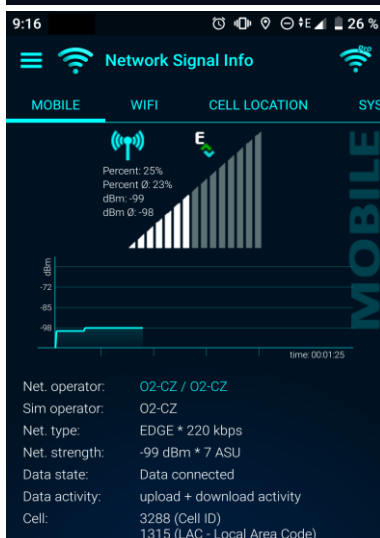 9:16
E
26 %
Network Signal Info
Pro
MOBILE
WIFI
CELL LOCATION
SYS
E
Percent: 25%
Percent Ø: 23%
dBm: -99
dBm Ø: -98
MOBILE
dBm
-72
-85
-98
time: 00:01:25
Net. operator: O2-CZ / O2-CZ
Sim operator: O2-CZ
Net. type: EDGE * 220 kbps
Net. strength: -99 dBm * 7 ASU
Data state: Data connected
Data activity: upload + download activity
Cell: 3288 (Cell ID)
1315 (LAC - Local Area Code)